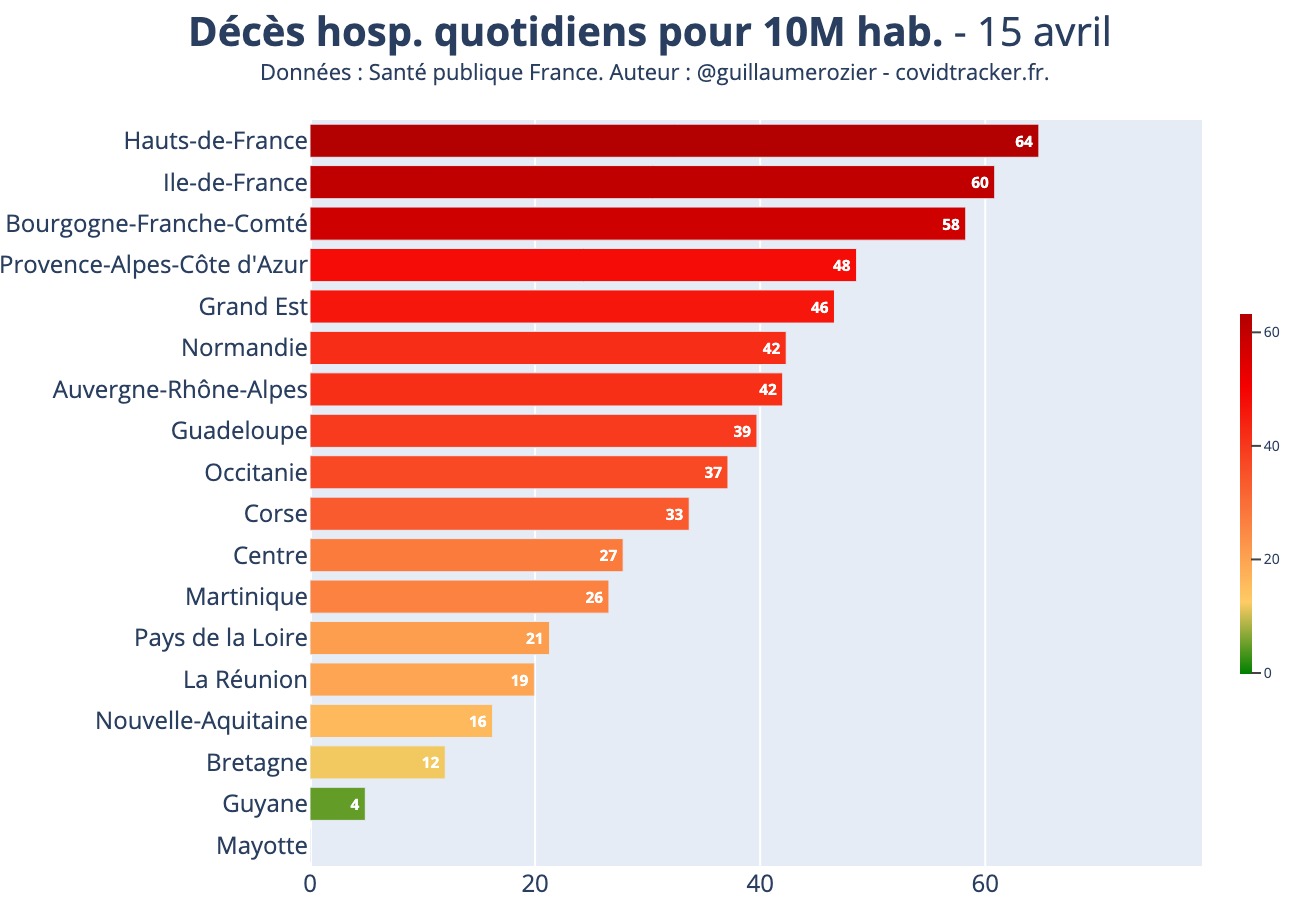 Décès hosp. quotidiens pour 10M hab. - 15 avril
Données : Santé publique France. Auteur : @guillaumerozier - covidtracker.fr.
Hauts-de-France 64
Ile-de-France 60
Bourgogne-Franche-Comté 58
Provence-Alpes-Côte d'Azur 48
Grand Est 46
Normandie 42
Auvergne-Rhône-Alpes 42
Guadeloupe 39
Occitanie 37
Corse 33
Centre 27
Martinique 26
Pays de la Loire 21
La Réunion 19
Nouvelle-Aquitaine 16
Bretagne 12
Guyane 4
Mayotte
0 20 40 60
60
40
20
0